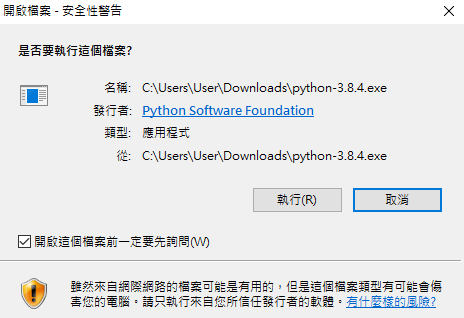 開啟檔案 - 安全性警告
是否要執行這個檔案?
名稱: C:\Users\User\Downloads\python-3.8.4.exe
發行者: Python Software Foundation
類型: 應用程式
從: C:\Users\User\Downloads\python-3.8.4.exe
執行(R) 取消
開啟這個檔案前一定要先詢問(W)
雖然來自網際網路的檔案可能是有用的，但是這個檔案類型有可能會傷
害您的電腦。請只執行來自您所信任發行者的軟體。有什麼樣的風險?